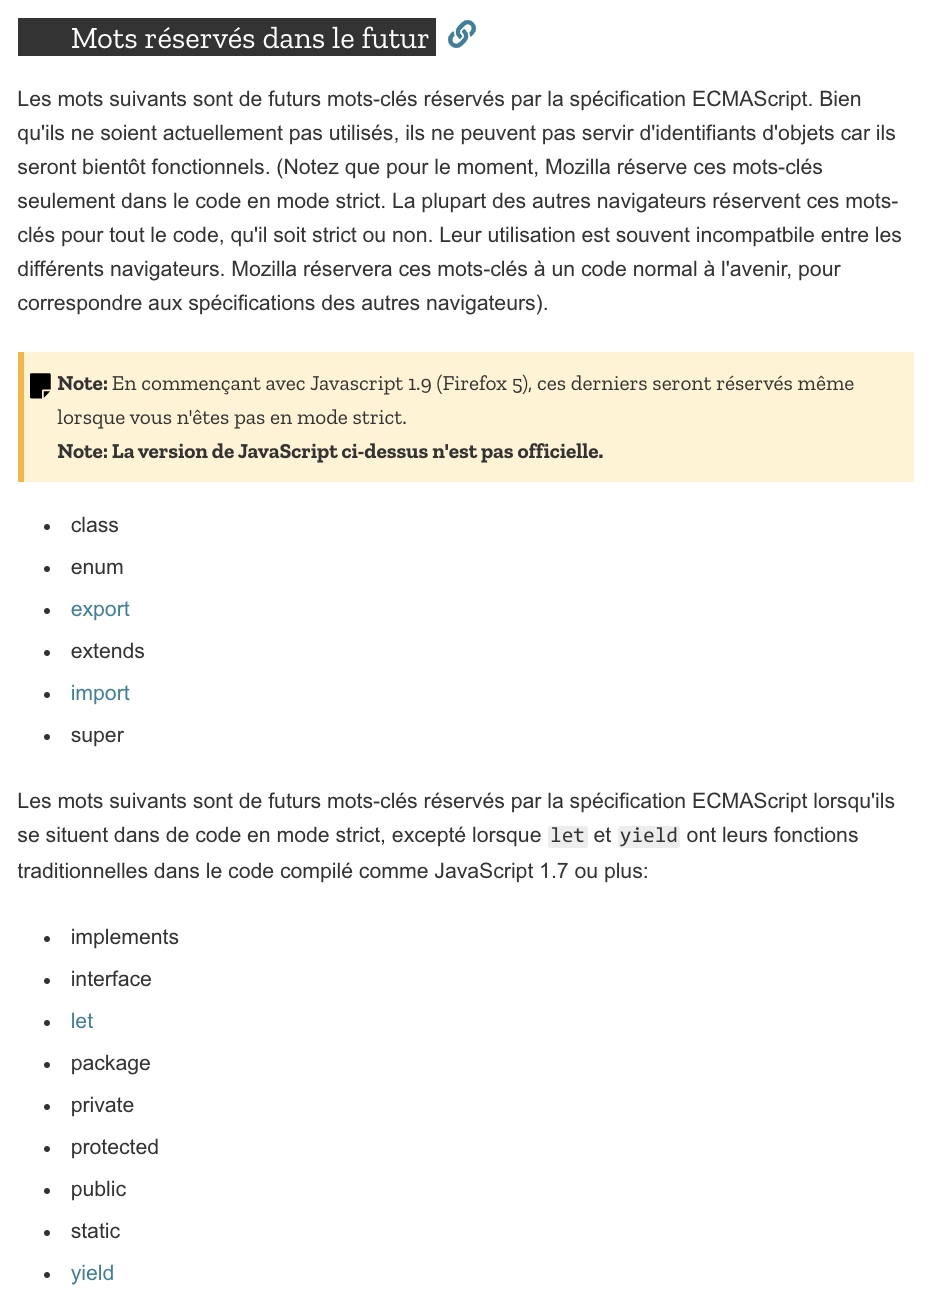 Mots réservés dans le futur
Les mots suivants sont de futurs mots-clés réservés par la spécification ECMAScript. Bien
qu'ils ne soient actuellement pas utilisés, ils ne peuvent pas servir d'identifiants d'objets car ils
seront bientôt fonctionnels. (Notez que pour le moment, Mozilla réserve ces mots-clés
seulement dans le code en mode strict. La plupart des autres navigateurs réservent ces mots-
clés pour tout le code, qu'il soit strict ou non. Leur utilisation est souvent incompatbile entre les
différents navigateurs. Mozilla réservera ces mots-clés à un code normal à l'avenir, pour
correspondre aux spécifications des autres navigateurs).
Note: En commençant avec Javascript 1.9 (Firefox 5), ces derniers seront réservés même
lorsque vous n'êtes pas en mode strict.
Note: La version de JavaScript ci-dessus n'est pas officielle.
• class
• enum
• export
• extends
• import
• super
Les mots suivants sont de futurs mots-clés réservés par la spécification ECMAScript lorsqu'ils
se situent dans de code en mode strict, excepté lorsque let et yield ont leurs fonctions
traditionnelles dans le code compilé comme JavaScript 1.7 ou plus:
• implements
• interface
• let
• package
• private
• protected
• public
• static
• yield